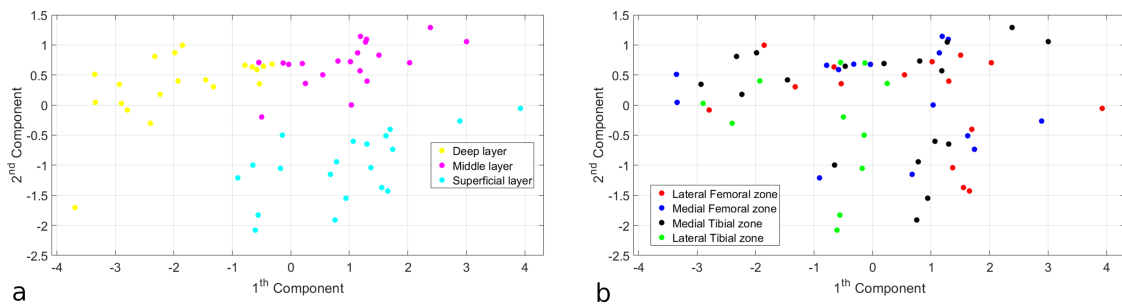 1.5
1
0.5
0
-0.5
-1
-1.5
-2
-2.5
2nd Component
Deep layer
Middle layer
Superficial layer
-4 -3 -2 -1 0 1 2 3 4
1th Component
a
1.5
1
0.5
0
-0.5
-1
-1.5
-2
-2.5
2nd Component
Lateral Femoral zone
Medial Femoral zone
Medial Tibial zone
Lateral Tibial zone
-4 -3 -2 -1 0 1 2 3 4
1th Component
b